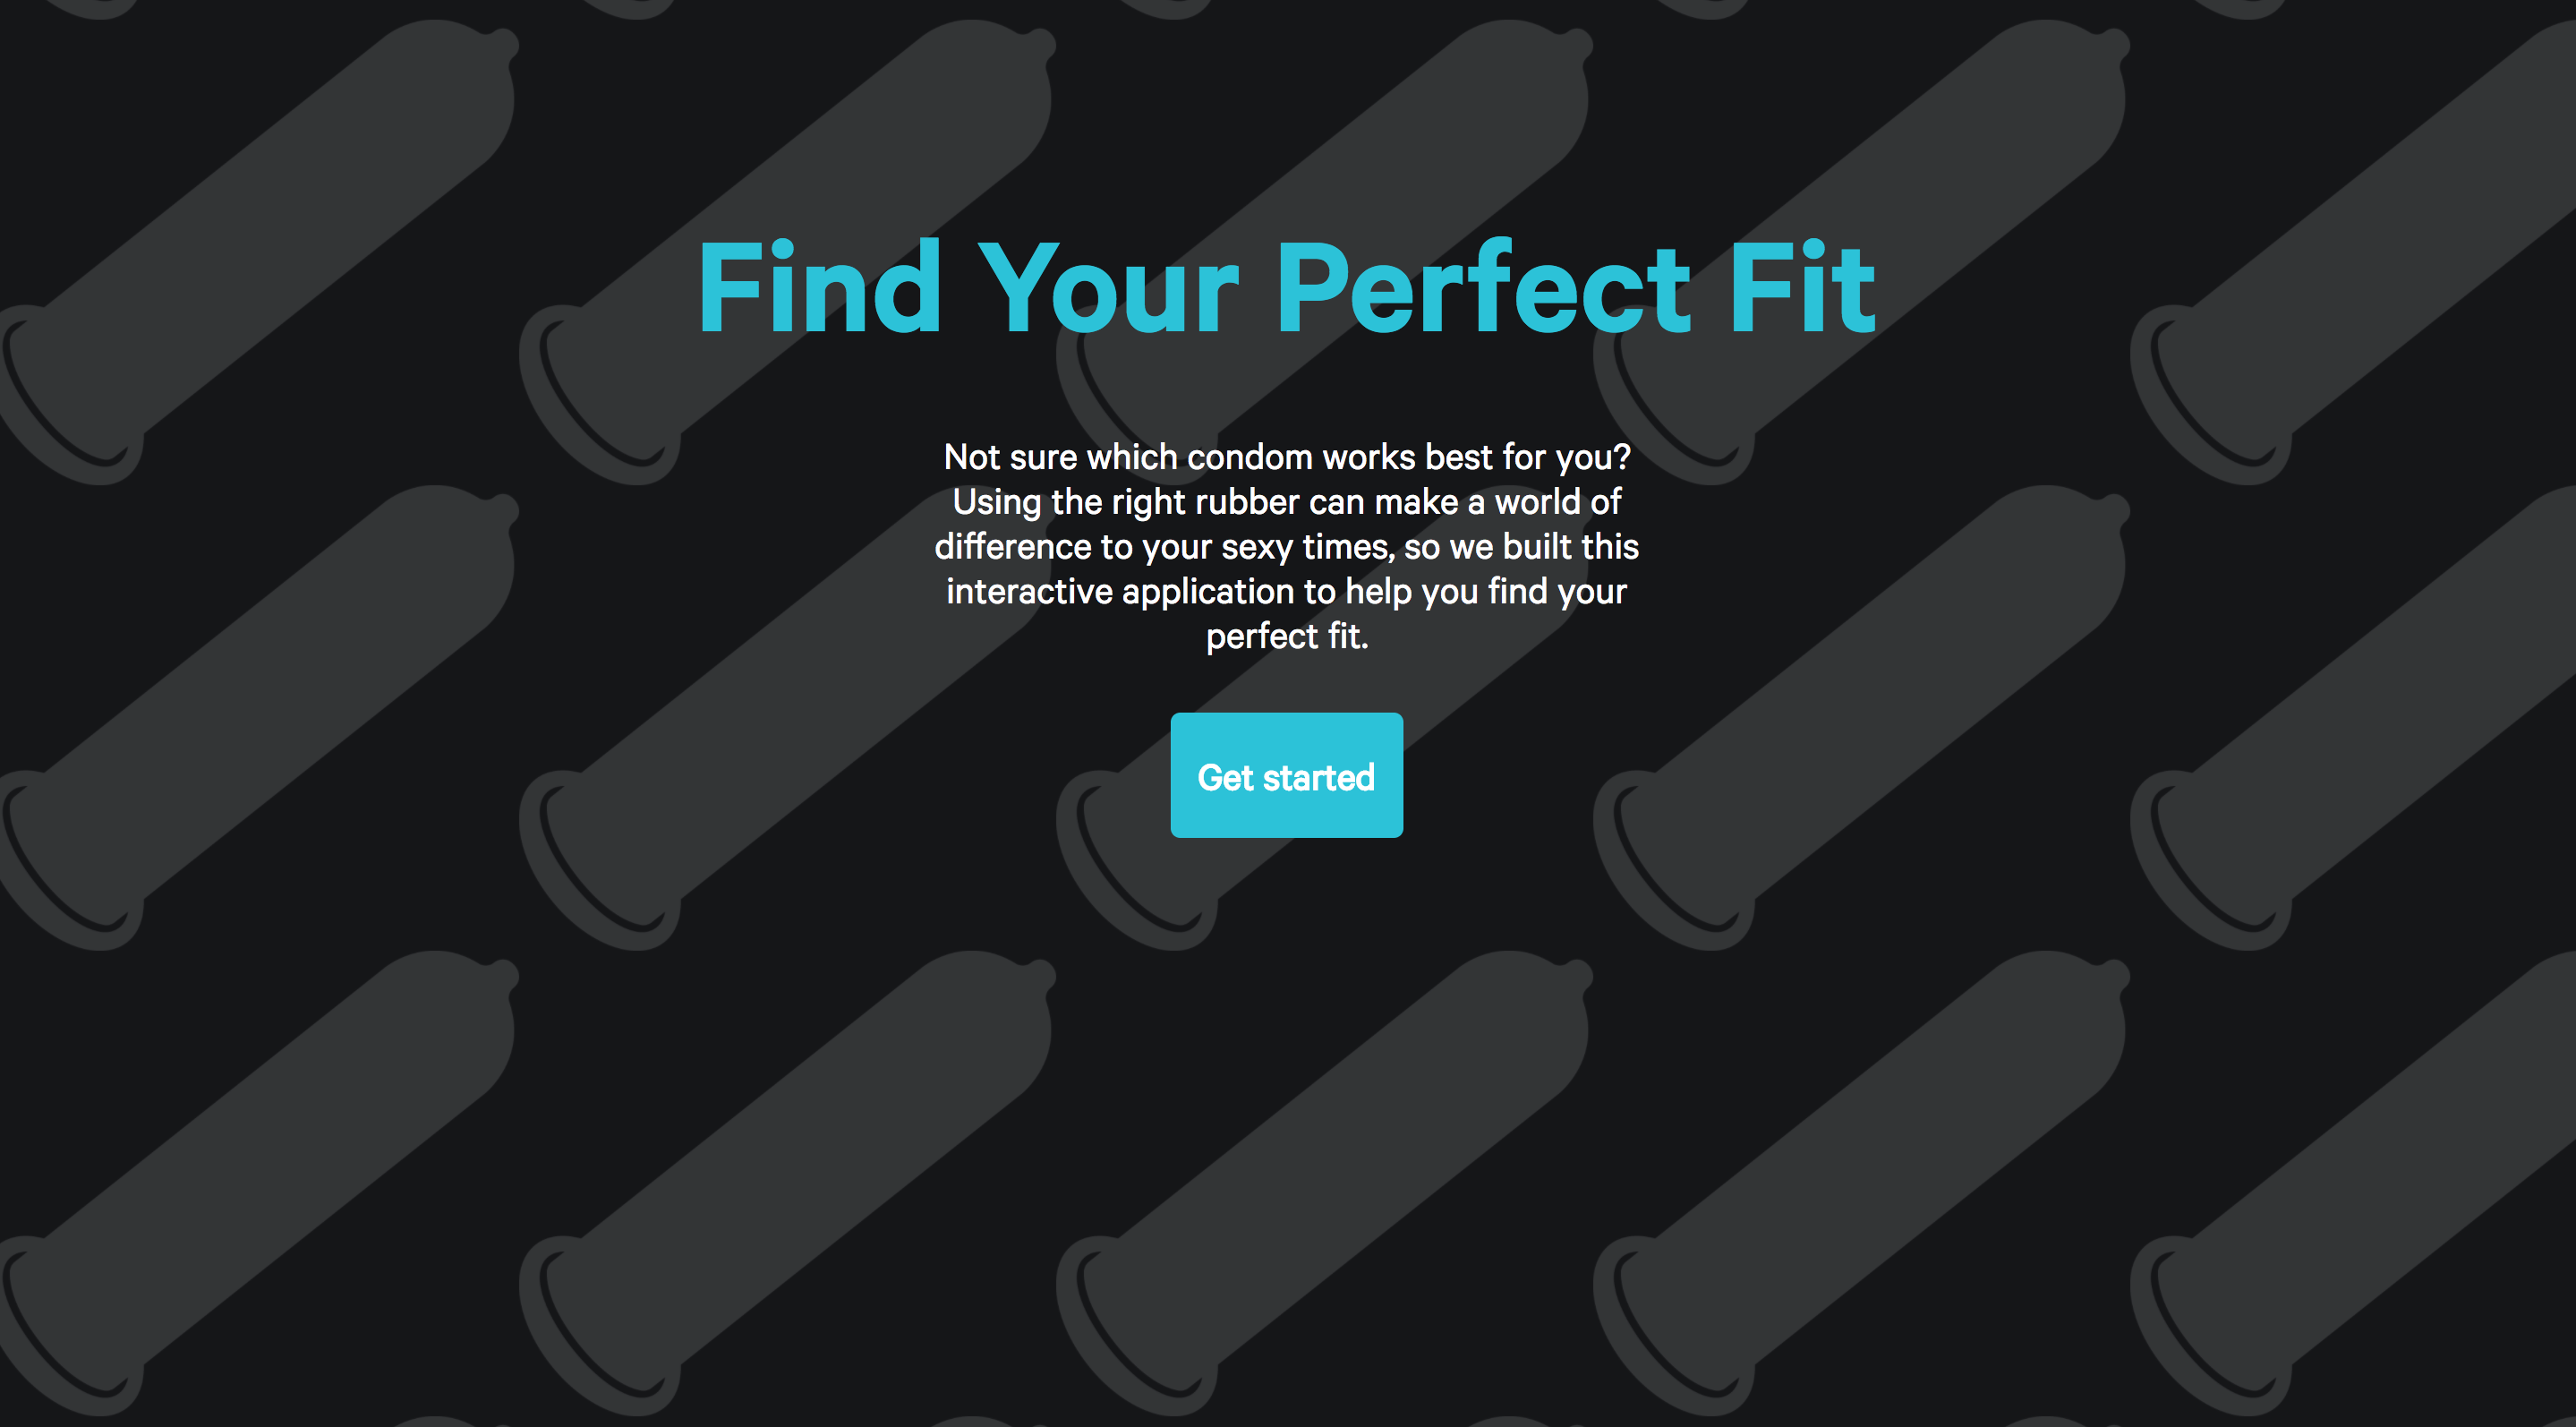 Find Your Perfect Fit
Not sure which condom works best for you?
Using the right rubber can make a world of
difference to your sexy times, so we built this
interactive application to help you find your
perfect fit.
Get started